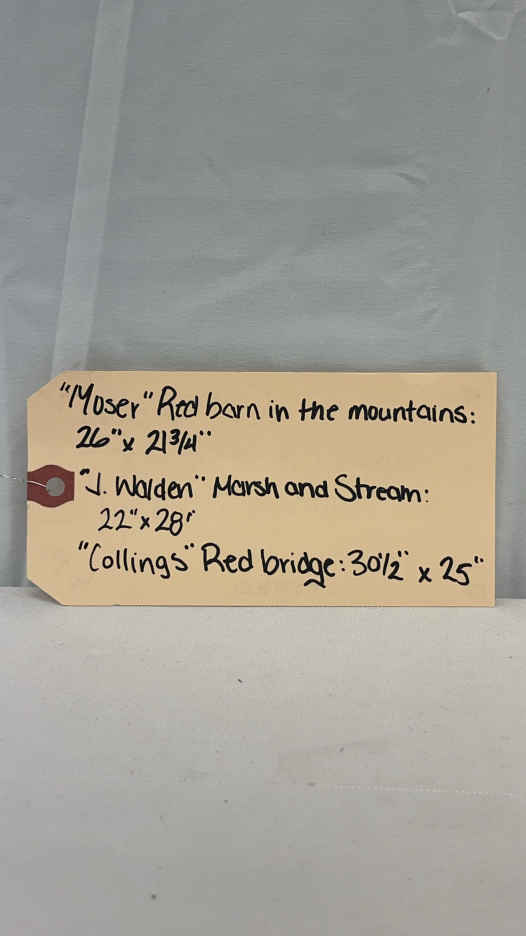 "Moser" Red barn in the mountains:
26" x 21 3/4"
"J. Walden" Marsh and Stream:
22" x 28"
"Collings" Red bridge: 30 1/2" x 25"